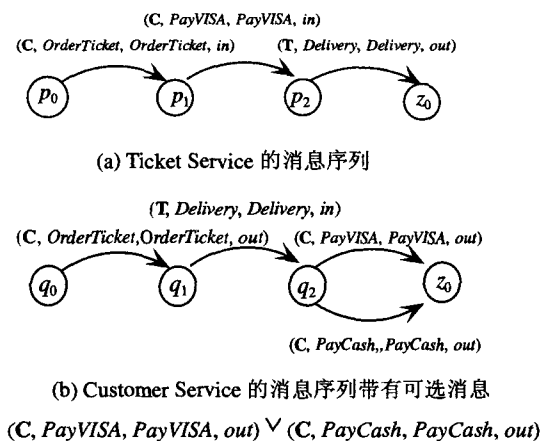 (C, PayVISA, PayVISA, in)
(C, OrderTicket, OrderTicket, in) (T, Delivery, Delivery, out)
p0 p1 p2 z0
(a) Ticket Service 的消息序列
(T, Delivery, Delivery, in)
(C, OrderTicket,OrderTicket, out) (C, PayVISA, PayVISA, out)
q0 q1 q2 z0
(C, PayCash,,PayCash, out)
(b) Customer Service 的消息序列带有可选消息
(C, PayVISA, PayVISA, out) ∨ (C, PayCash, PayCash, out)